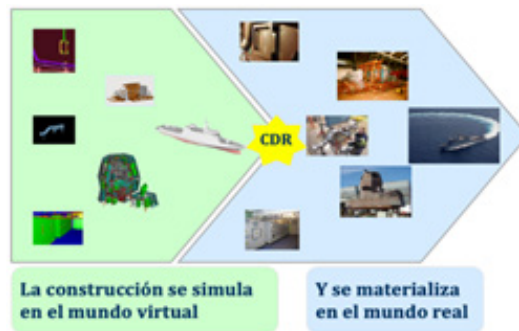 CDR
La construcción se simula
en el mundo virtual
Y se materializa
en el mundo real